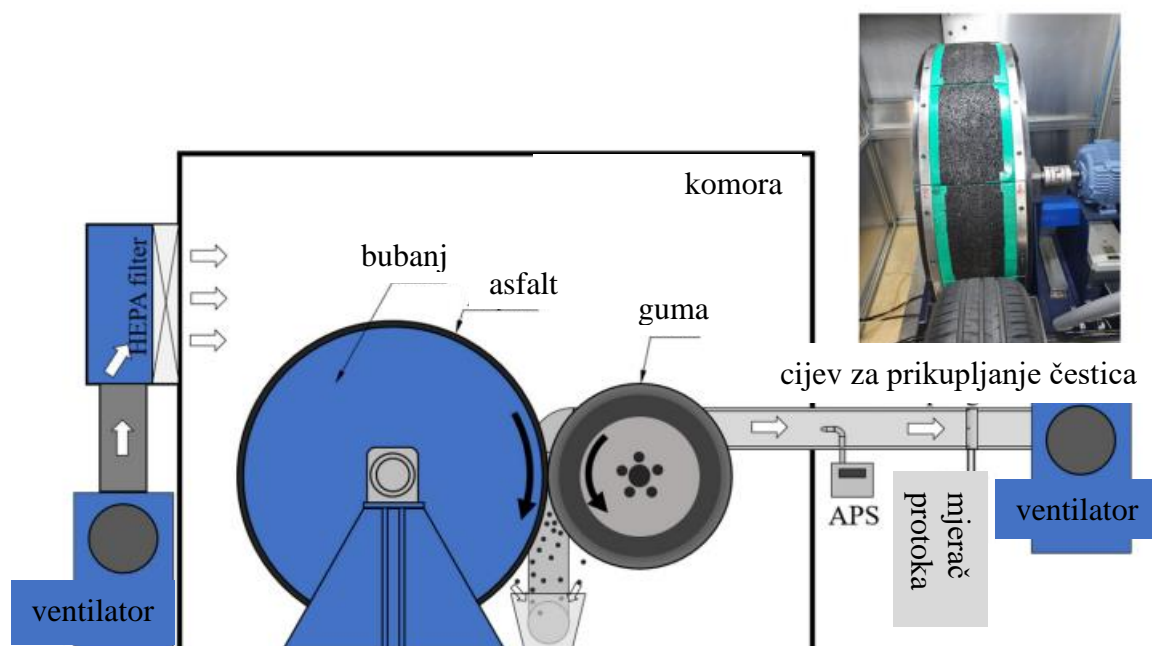 komora
HEPA filter
bubanj
asfalt
guma
cijev za prikupljanje čestica
APS
mjerač
protoka
ventilator
ventilator